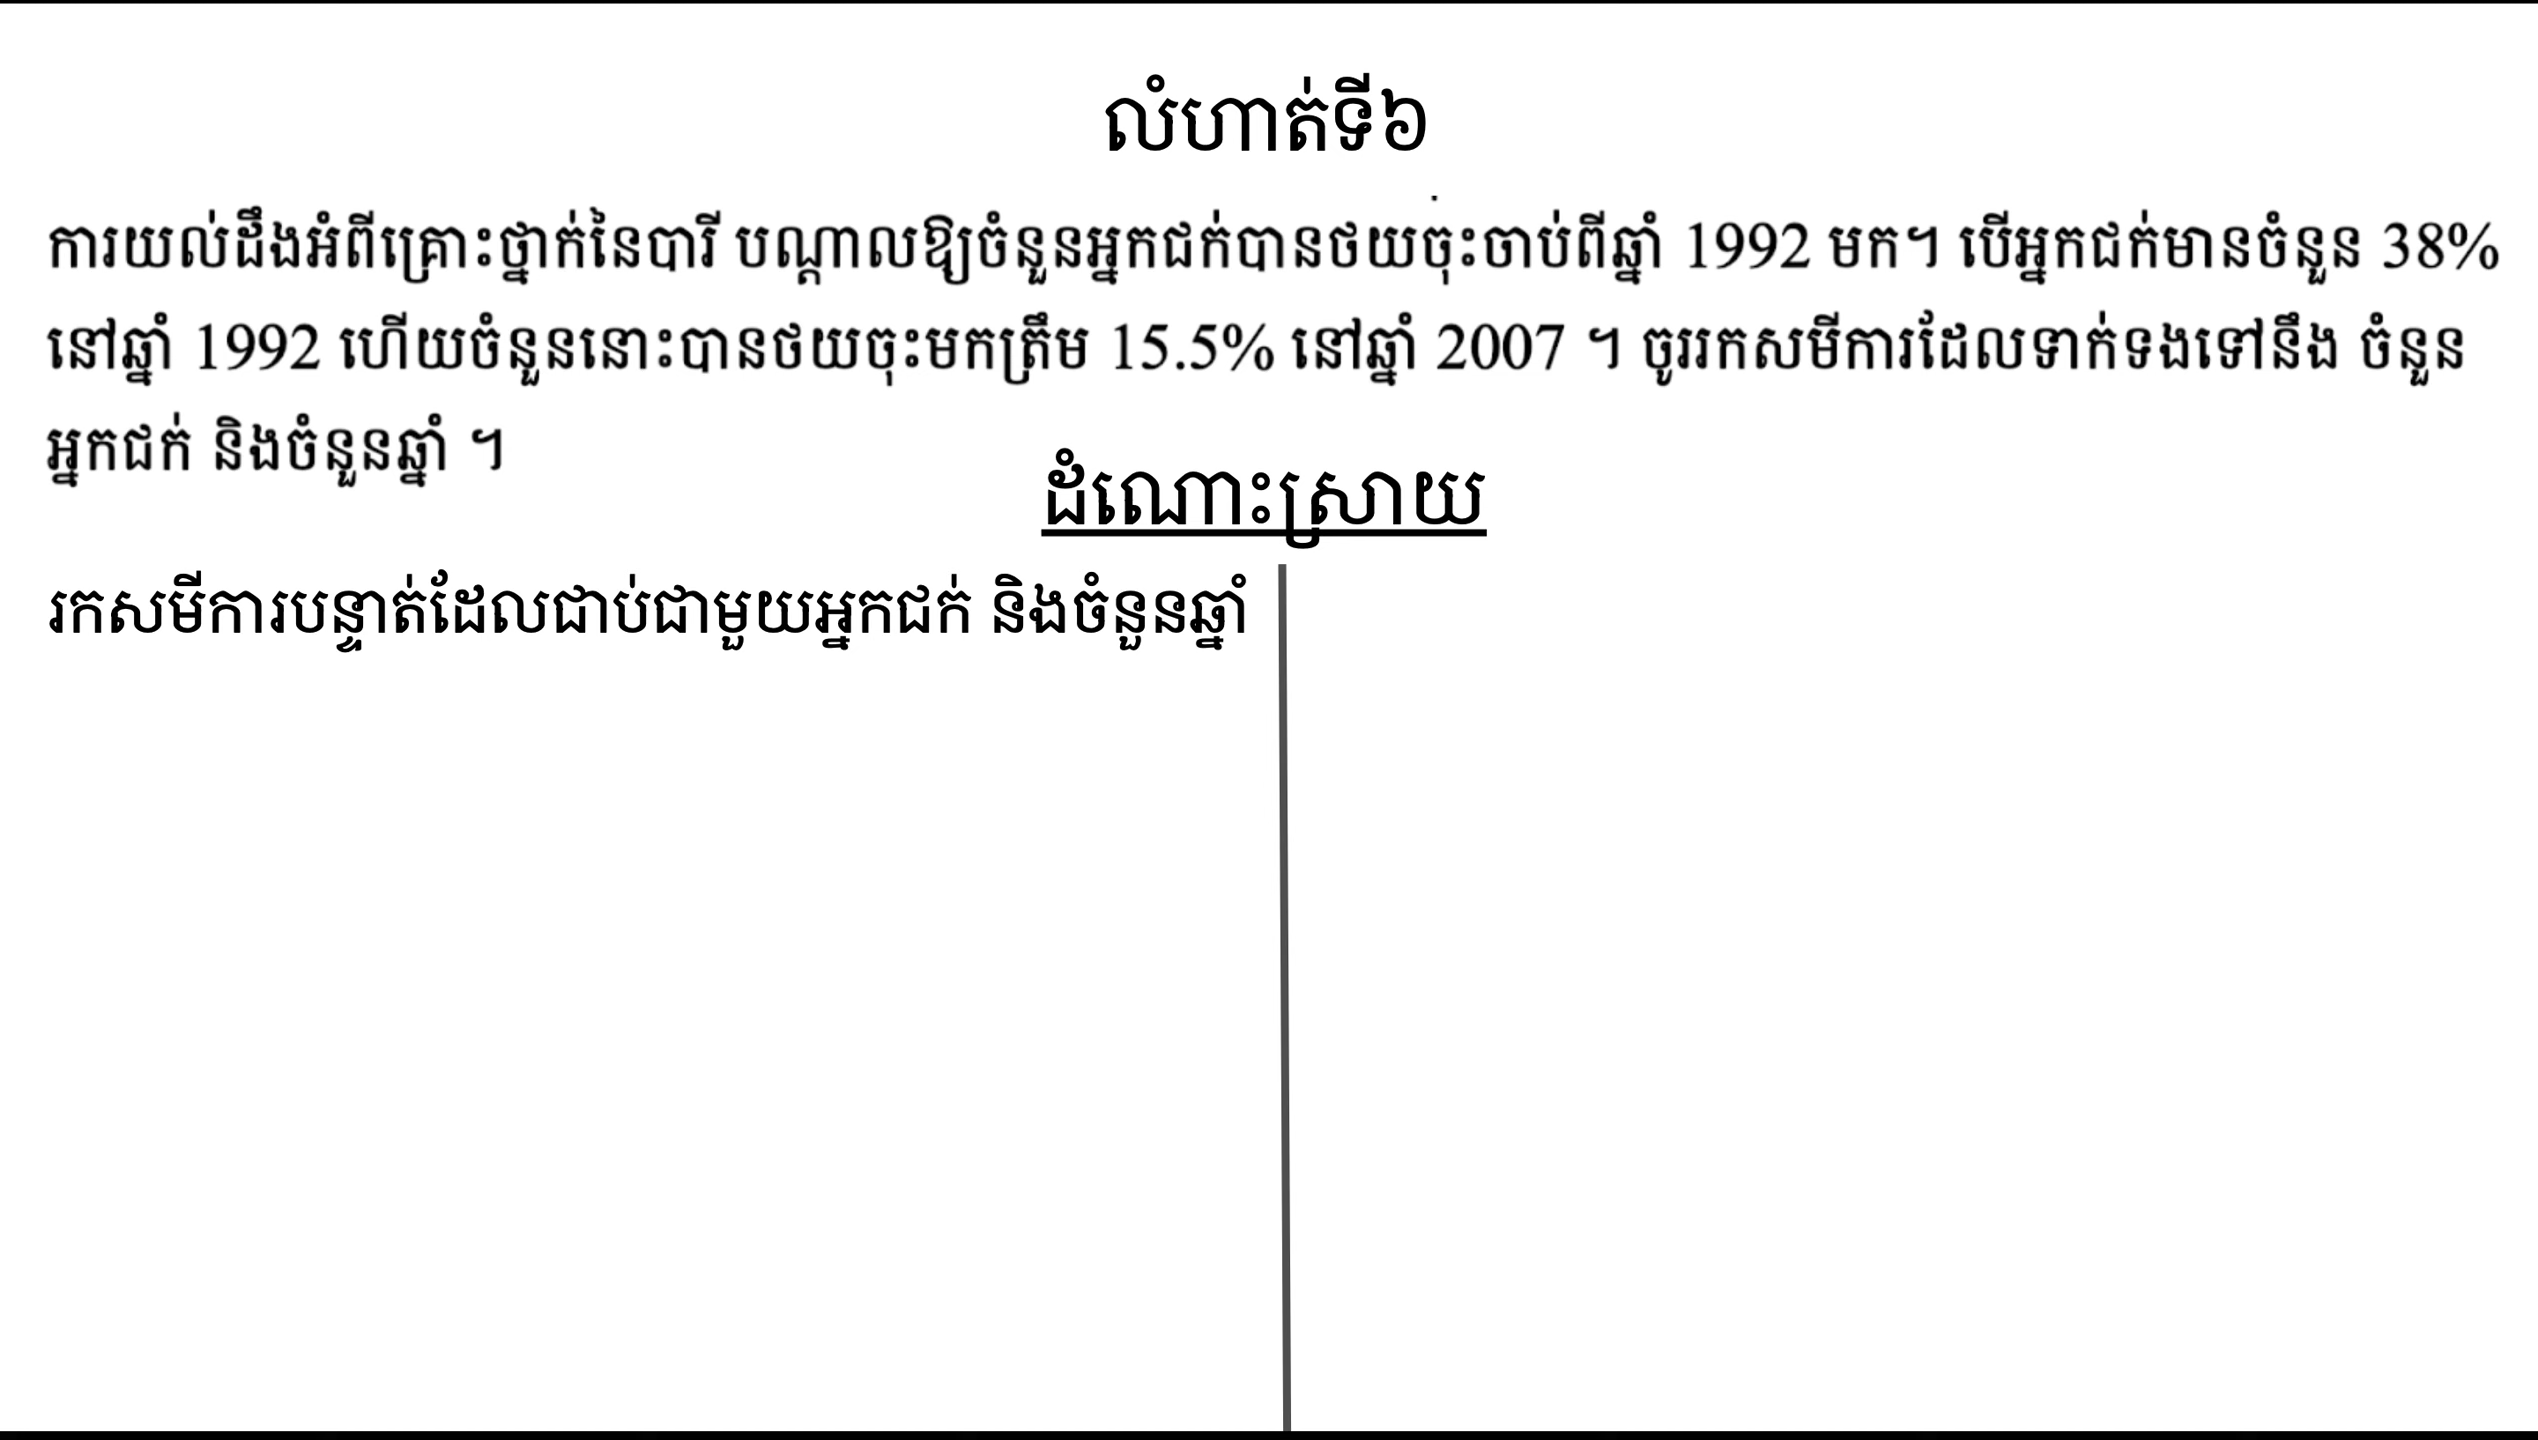 លំហាត់ទី៦
ការយល់ដឹងអំពីគ្រោះថ្នាក់នៃបារី បណ្តាលឱ្យចំនួនអ្នកជក់បានថយចុះចាប់ពីឆ្នាំ 1992 មក។ បើអ្នកជក់មានចំនួន 38%
នៅឆ្នាំ 1992 ហើយចំនួននោះបានថយចុះមកត្រឹម 15.5% នៅឆ្នាំ 2007 ។ ចូររកសមីការដែលទាក់ទងទៅនឹង ចំនួន
អ្នកជក់ និងចំនួនឆ្នាំ ។
ដំណោះស្រាយ
រកសមីការបន្ទាត់ដែលជាប់ជាមួយអ្នកជក់ និងចំនួនឆ្នាំ